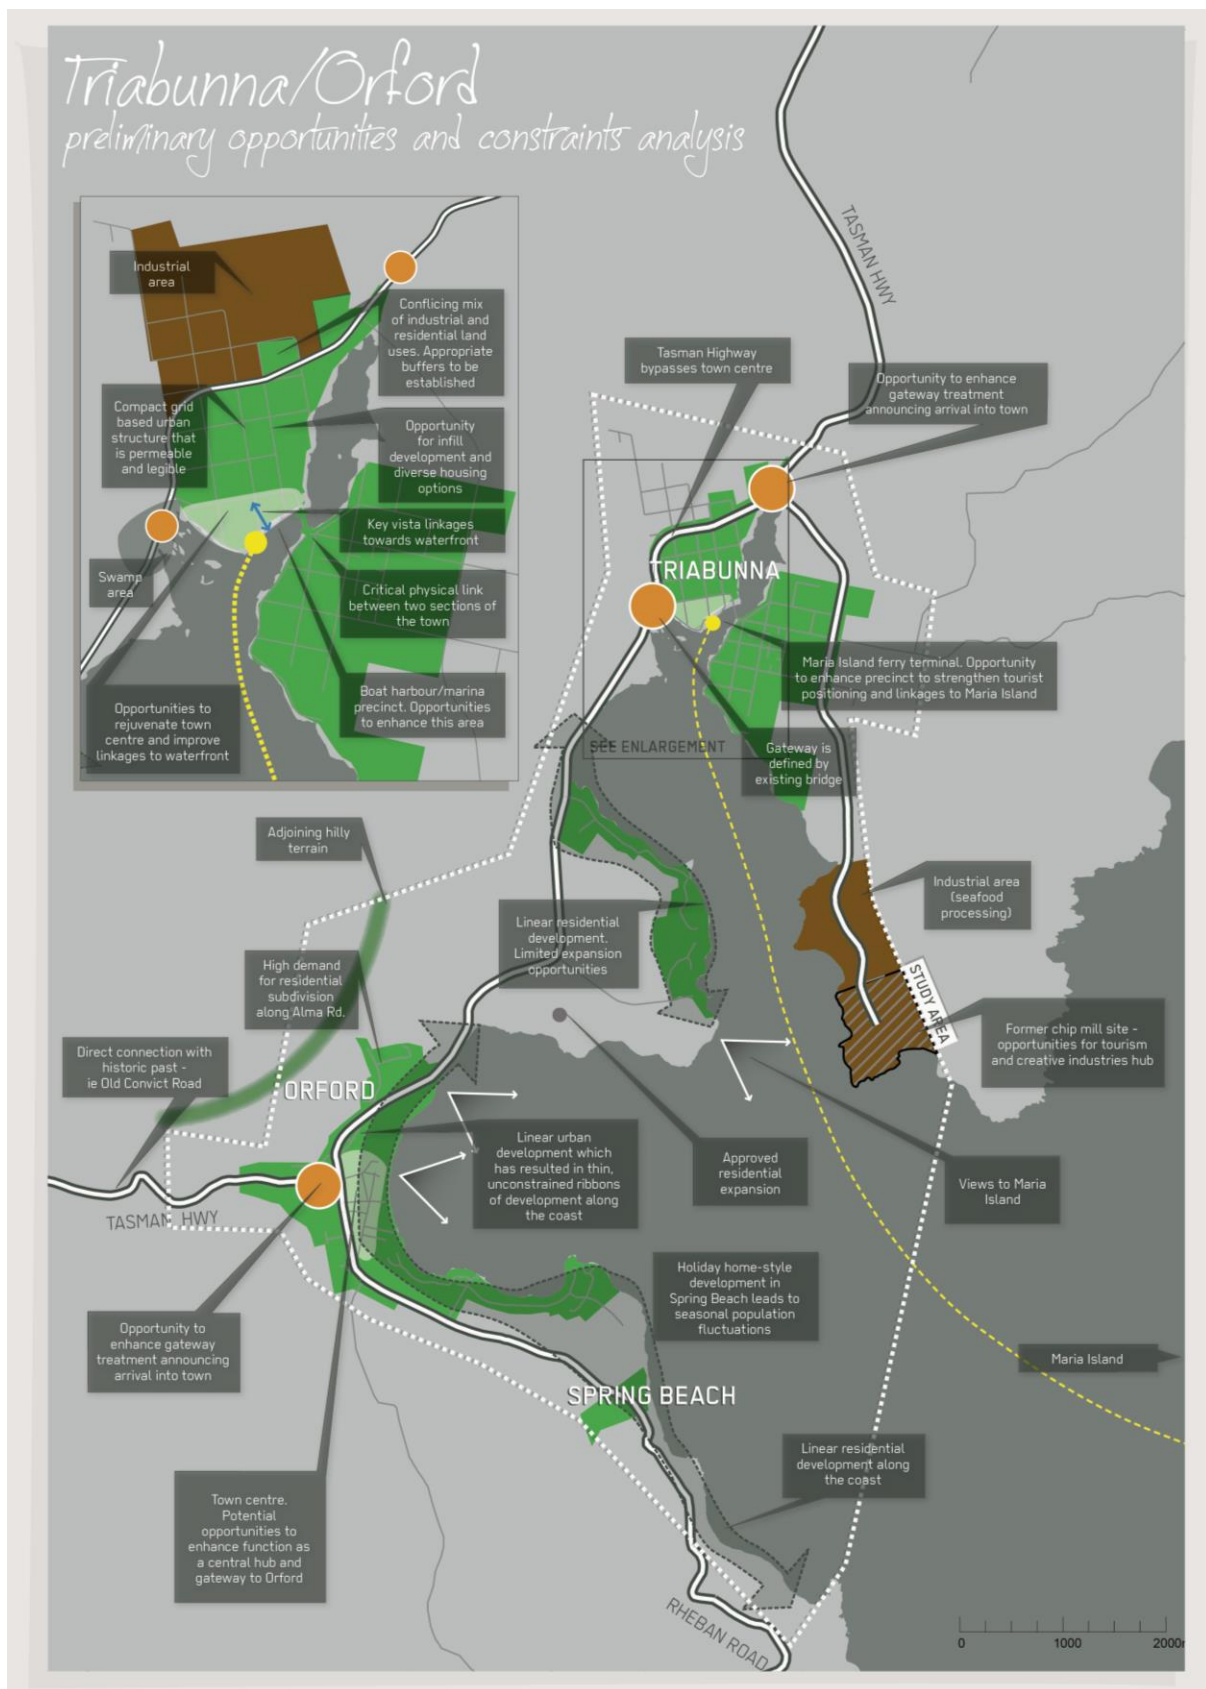 Triabunna/Orford
preliminary opportunities and constraints analysis
Industrial
area
Conflicing mix
of industrial and
residential land
uses. Appropriate
buffers to be
established
Compact grid
based urban
structure that
is permeable
and legible
Opportunity
for infill
development and
diverse housing
options
Key vista linkages
towards waterfront
Swamp
area
Critical physical link
between two sections of
the town
Boat harbour/marina
precinct. Opportunities
to enhance this area
Opportunities to
rejuvenate town
centre and improve
linkages to waterfront
TASMAN HWY
Tasman Highway
bypasses town centre
Opportunity to enhance
gateway treatment
announcing arrival into town
TRIABUNNA
Maria Island ferry terminal. Opportunity
to enhance precinct to strengthen tourist
positioning and linkages to Maria Island
SEE ENLARGEMENT
Gateway is
defined by
existing bridge
Adjoining hilly
terrain
Industrial area
(seafood
processing)
Linear residential
development.
Limited expansion
opportunities
High demand
for residential
subdivision
along Alma Rd.
STUDY AREA
Former chip mill site -
opportunities for tourism
and creative industries hub
Direct connection with
historic past -
ie Old Convict Road
ORFORD
Linear urban
development which
has resulted in thin,
unconstrained ribbons
of development along
the coast
Approved
residential
expansion
Views to Maria
Island
TASMAN HWY
Holiday home-style
development in
Spring Beach leads to
seasonal population
fluctuations
Opportunity to
enhance gateway
treatment announcing
arrival into town
Maria Island
SPRING BEACH
Linear residential
development along
the coast
Town centre.
Potential
opportunities to
enhance function as
a central hub and
gateway to Orford
RHEBAN ROAD
0 1000 2000m